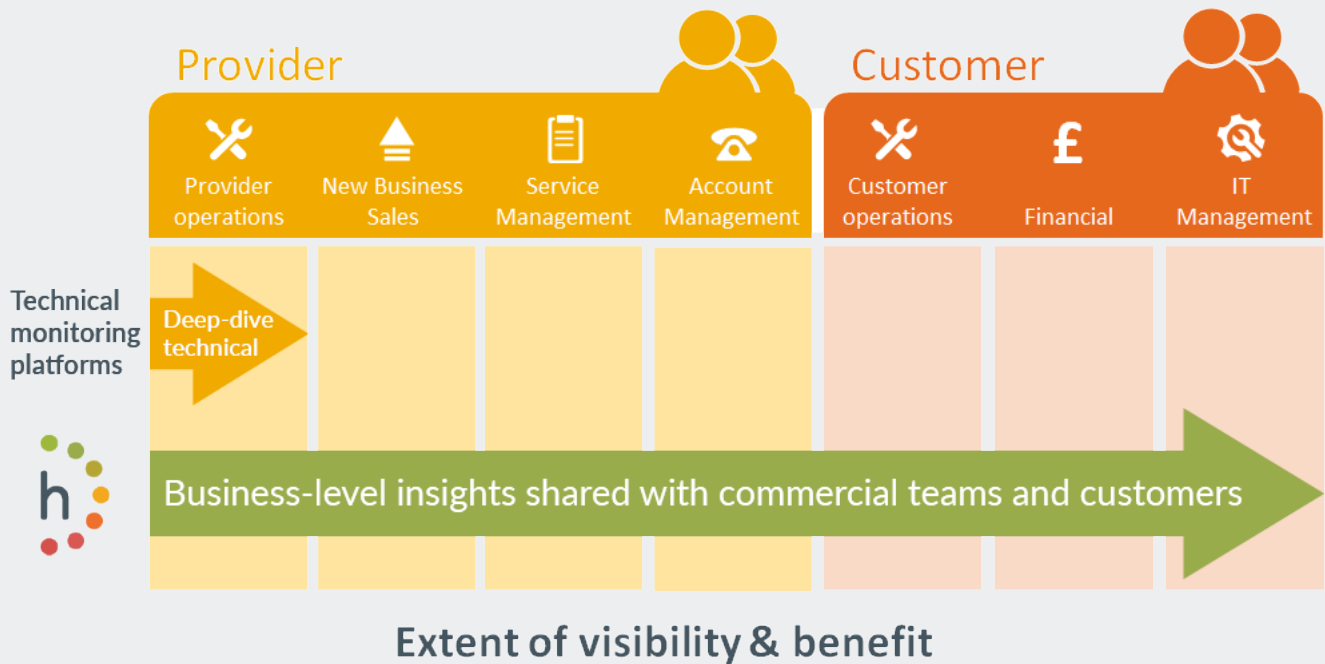 Provider
Customer
Provider
operations
New Business
Sales
Service
Management
Account
Management
Customer
operations
£
Financial
IT
Management
Technical
monitoring
platforms
Deep-dive
technical
h
Business-level insights shared with commercial teams and customers
Extent of visibility & benefit